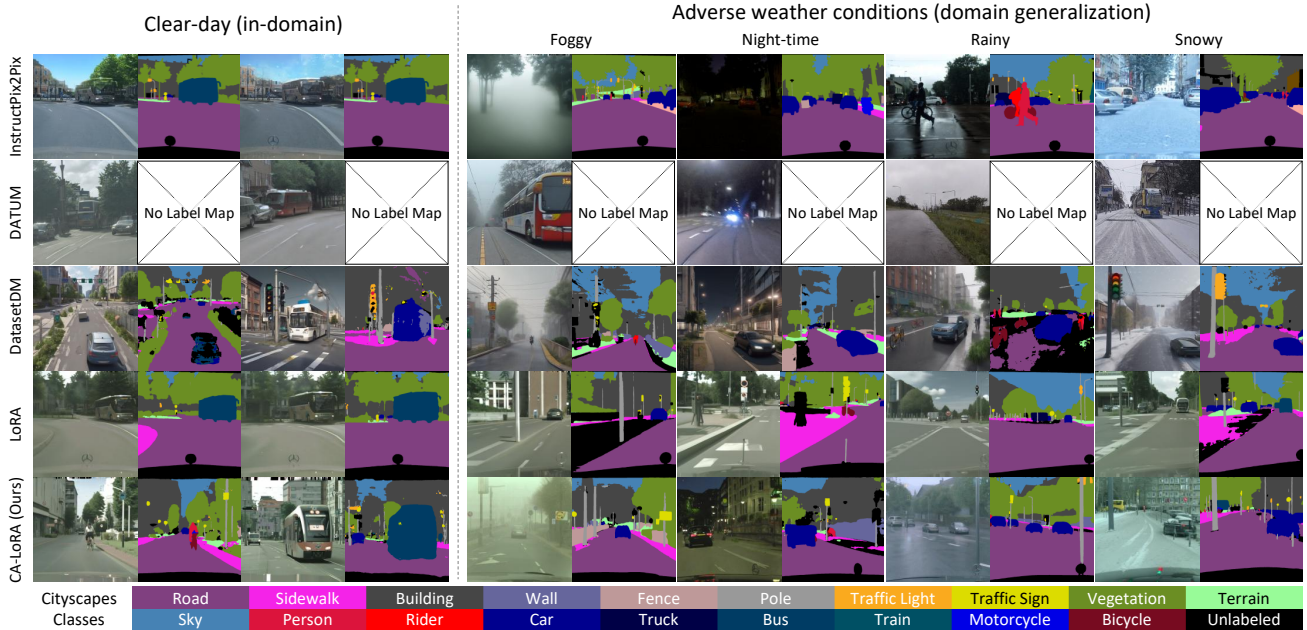 Clear-day (in-domain)
Adverse weather conditions (domain generalization)
Foggy
Night-time
Rainy
Snowy
InstructPix2Pix
DATUM
No Label Map
No Label Map
No Label Map
No Label Map
No Label Map
No Label Map
DatasetDM
LoRA
CA-LoRA (Ours)
Cityscapes Classes
Road
Sidewalk
Building
Wall
Fence
Pole
Traffic Light
Traffic Sign
Vegetation
Terrain
Sky
Person
Rider
Car
Truck
Bus
Train
Motorcycle
Bicycle
Unlabeled